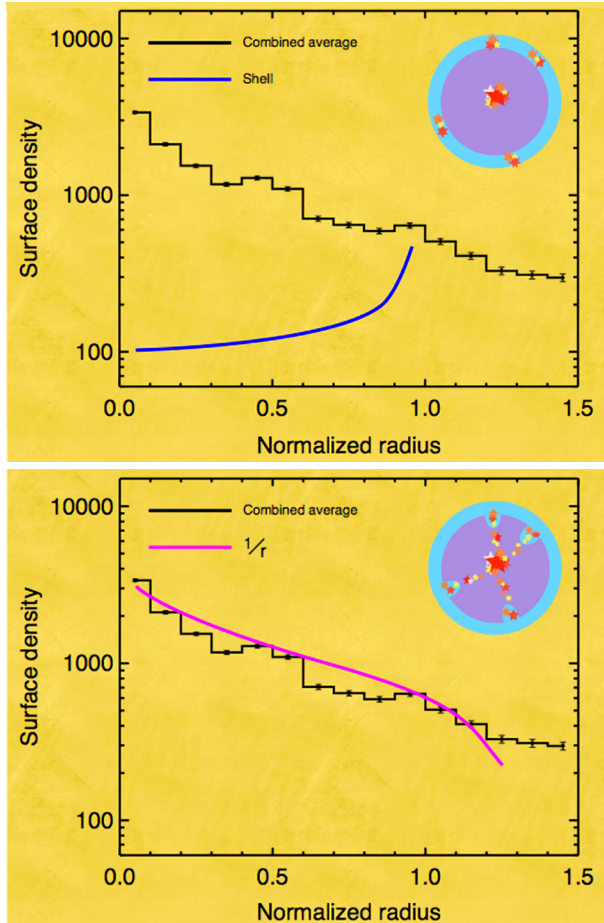 10000
1000
100
Surface density
Combined average
Shell
0.0 0.5 1.0 1.5
Normalized radius
10000
1000
100
Surface density
Combined average
1/r
0.0 0.5 1.0 1.5
Normalized radius